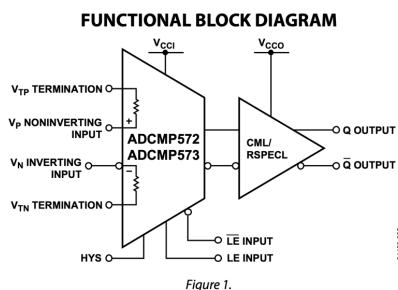 FUNCTIONAL BLOCK DIAGRAM
VCCI
VCCO
VTP TERMINATION
VP NONINVERTING
INPUT
+
ADCMP572
ADCMP573
CML/
RSPECL
Q OUTPUT
Q̅ OUTPUT
VN INVERTING
INPUT
–
VTN TERMINATION
L̅E̅ INPUT
HYS
LE INPUT
Figure 1.